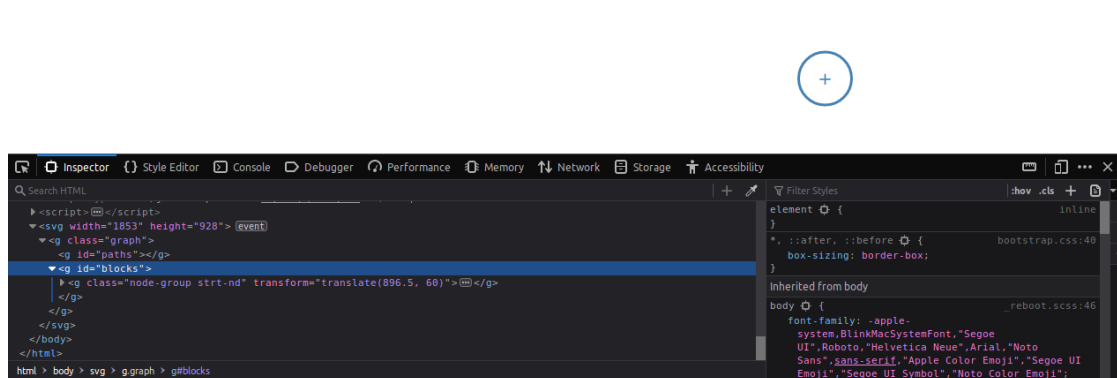 +
Inspector Style Editor Console Debugger Performance Memory Network Storage Accessibility
Search HTML
Filter Styles :hov .cls +
<script></script>
<svg width="1853" height="928"> event
<g class="graph">
<g id="paths"></g>
<g id="blocks">
<g class="node-group strt-nd" transform="translate(896.5, 60)"></g>
</g>
</g>
</svg>
</body>
</html>
html > body > svg > g.graph > g#blocks
element { inline
}
*, ::after, ::before { bootstrap.css:40
box-sizing: border-box;
}
Inherited from body
body { _reboot.scss:46
font-family: -apple-
system,BlinkMacSystemFont,"Segoe
UI",Roboto,"Helvetica Neue",Arial,"Noto
Sans",sans-serif,"Apple Color Emoji","Segoe UI
Emoji","Segoe UI Symbol","Noto Color Emoji";